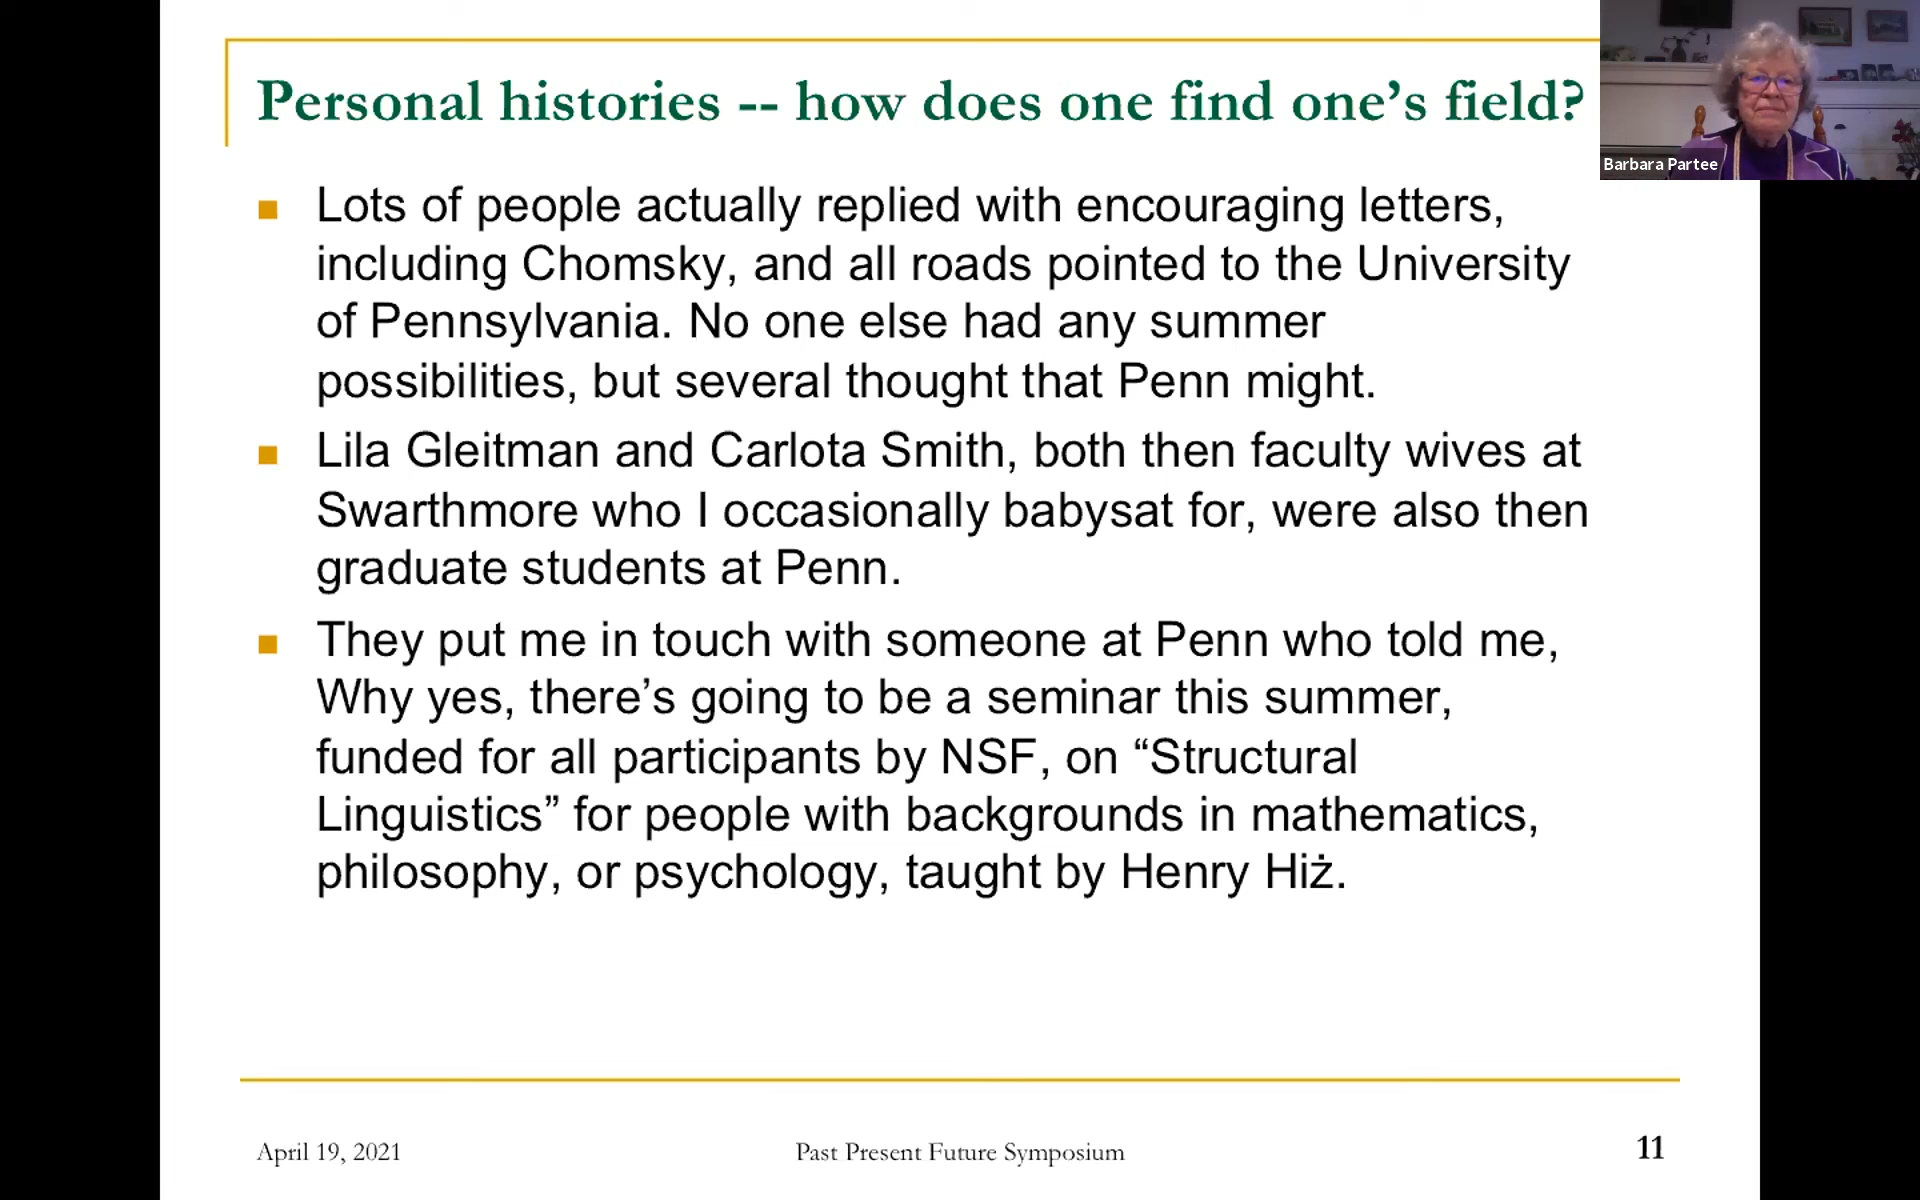 Personal histories -- how does one find one’s field?
Barbara Partee
Lots of people actually replied with encouraging letters,
including Chomsky, and all roads pointed to the University
of Pennsylvania. No one else had any summer
possibilities, but several thought that Penn might.
Lila Gleitman and Carlota Smith, both then faculty wives at
Swarthmore who I occasionally babysat for, were also then
graduate students at Penn.
They put me in touch with someone at Penn who told me,
Why yes, there’s going to be a seminar this summer,
funded for all participants by NSF, on “Structural
Linguistics” for people with backgrounds in mathematics,
philosophy, or psychology, taught by Henry Hiż.
April 19, 2021
Past Present Future Symposium
11